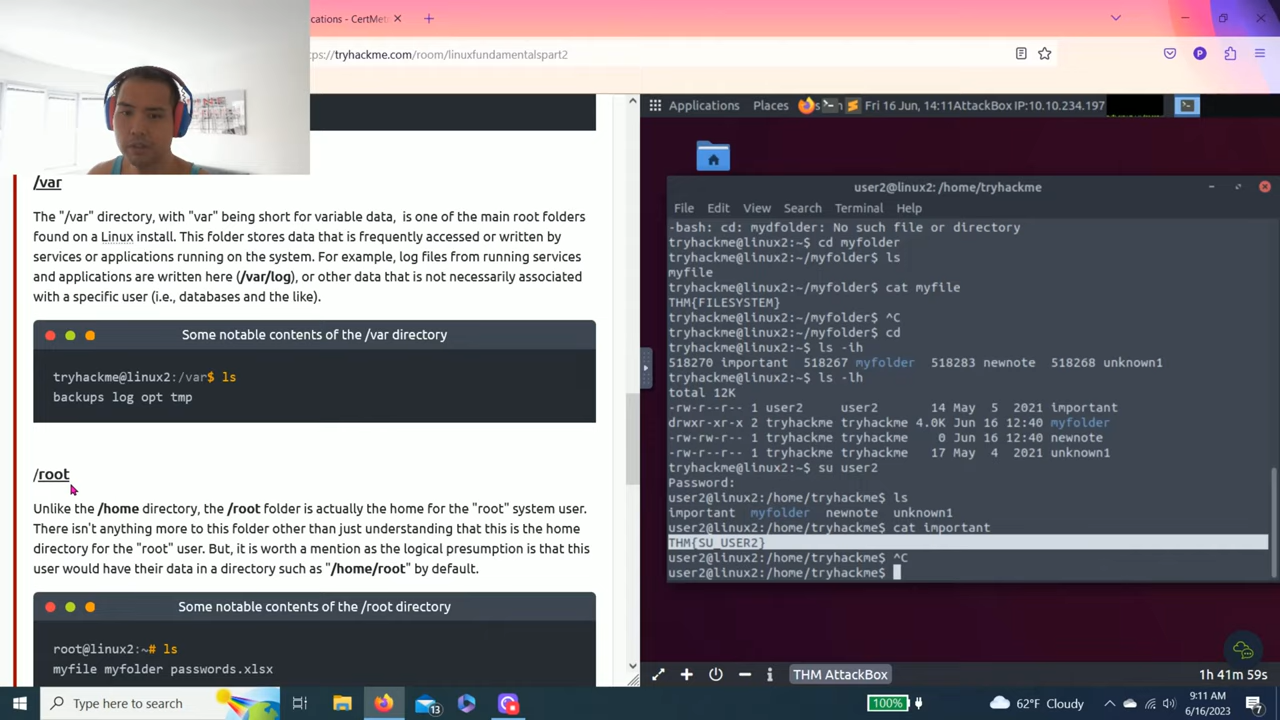 cations - CertMet
tps://tryhackme.com/room/linuxfundamentalspart2
/var
The "/var" directory, with "var" being short for variable data,  is one of the main root folders
found on a Linux install. This folder stores data that is frequently accessed or written by
services or applications running on the system. For example, log files from running services
and applications are written here (/var/log), or other data that is not necessarily associated
with a specific user (i.e., databases and the like).
Some notable contents of the /var directory
tryhackme@linux2:/var$ ls
backups log opt tmp
/root
Unlike the /home directory, the /root folder is actually the home for the "root" system user.
There isn't anything more to this folder other than just understanding that this is the home
directory for the "root" user. But, it is worth a mention as the logical presumption is that this
user would have their data in a directory such as "/home/root" by default.
Some notable contents of the /root directory
root@linux2:~# ls
myfile myfolder passwords.xlsx
Applications Places Fri 16 Jun, 14:11 AttackBox IP:10.10.234.197
user2@linux2: /home/tryhackme
File Edit View Search Terminal Help
-bash: cd: mydfolder: No such file or directory
tryhackme@linux2:~$ cd myfolder
tryhackme@linux2:~/myfolder$ ls
myfile
tryhackme@linux2:~/myfolder$ cat myfile
THM{FILESYSTEM}
tryhackme@linux2:~/myfolder$ ^C
tryhackme@linux2:~/myfolder$ cd
tryhackme@linux2:~$ ls -ih
518270 important  518267 myfolder  518283 newnote  518268 unknown1
tryhackme@linux2:~$ ls -lh
total 12K
-rw-r--r-- 1 user2     user2       14 May  5  2021 important
drwxr-xr-x 2 tryhackme tryhackme 4.0K Jun 16 12:40 myfolder
-rw-r--r-- 1 tryhackme tryhackme    0 Jun 16 12:40 newnote
-rw-r--r-- 1 tryhackme tryhackme   17 May  4  2021 unknown1
tryhackme@linux2:~$ su user2
Password:
user2@linux2:/home/tryhackme$ ls
important  myfolder  newnote  unknown1
user2@linux2:/home/tryhackme$ cat important
THM{SU_USER2}
user2@linux2:/home/tryhackme$ ^C
user2@linux2:/home/tryhackme$
THM AttackBox
1h 41m 59s
Type here to search
13
100%
62°F Cloudy
9:11 AM
6/16/2023
7